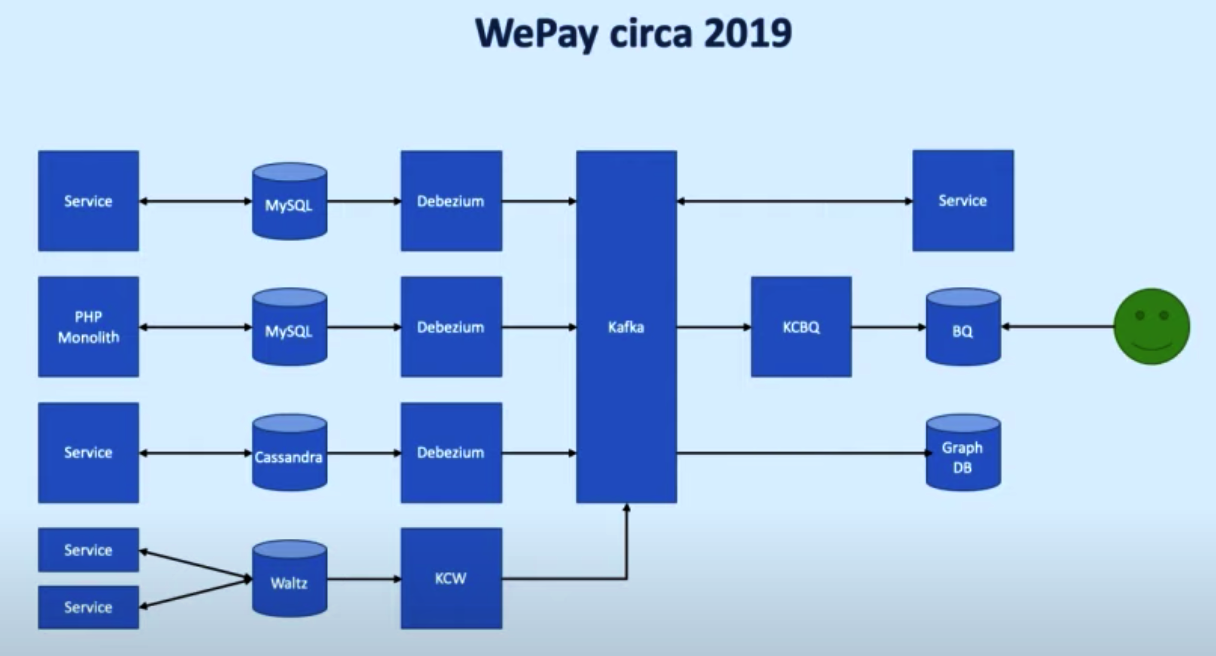 WePay circa 2019
Service
MySQL
Debezium
Kafka
Service
PHP
Monolith
MySQL
Debezium
KCBQ
BQ
Service
Cassandra
Debezium
Graph
DB
Service
Service
Waltz
KCW